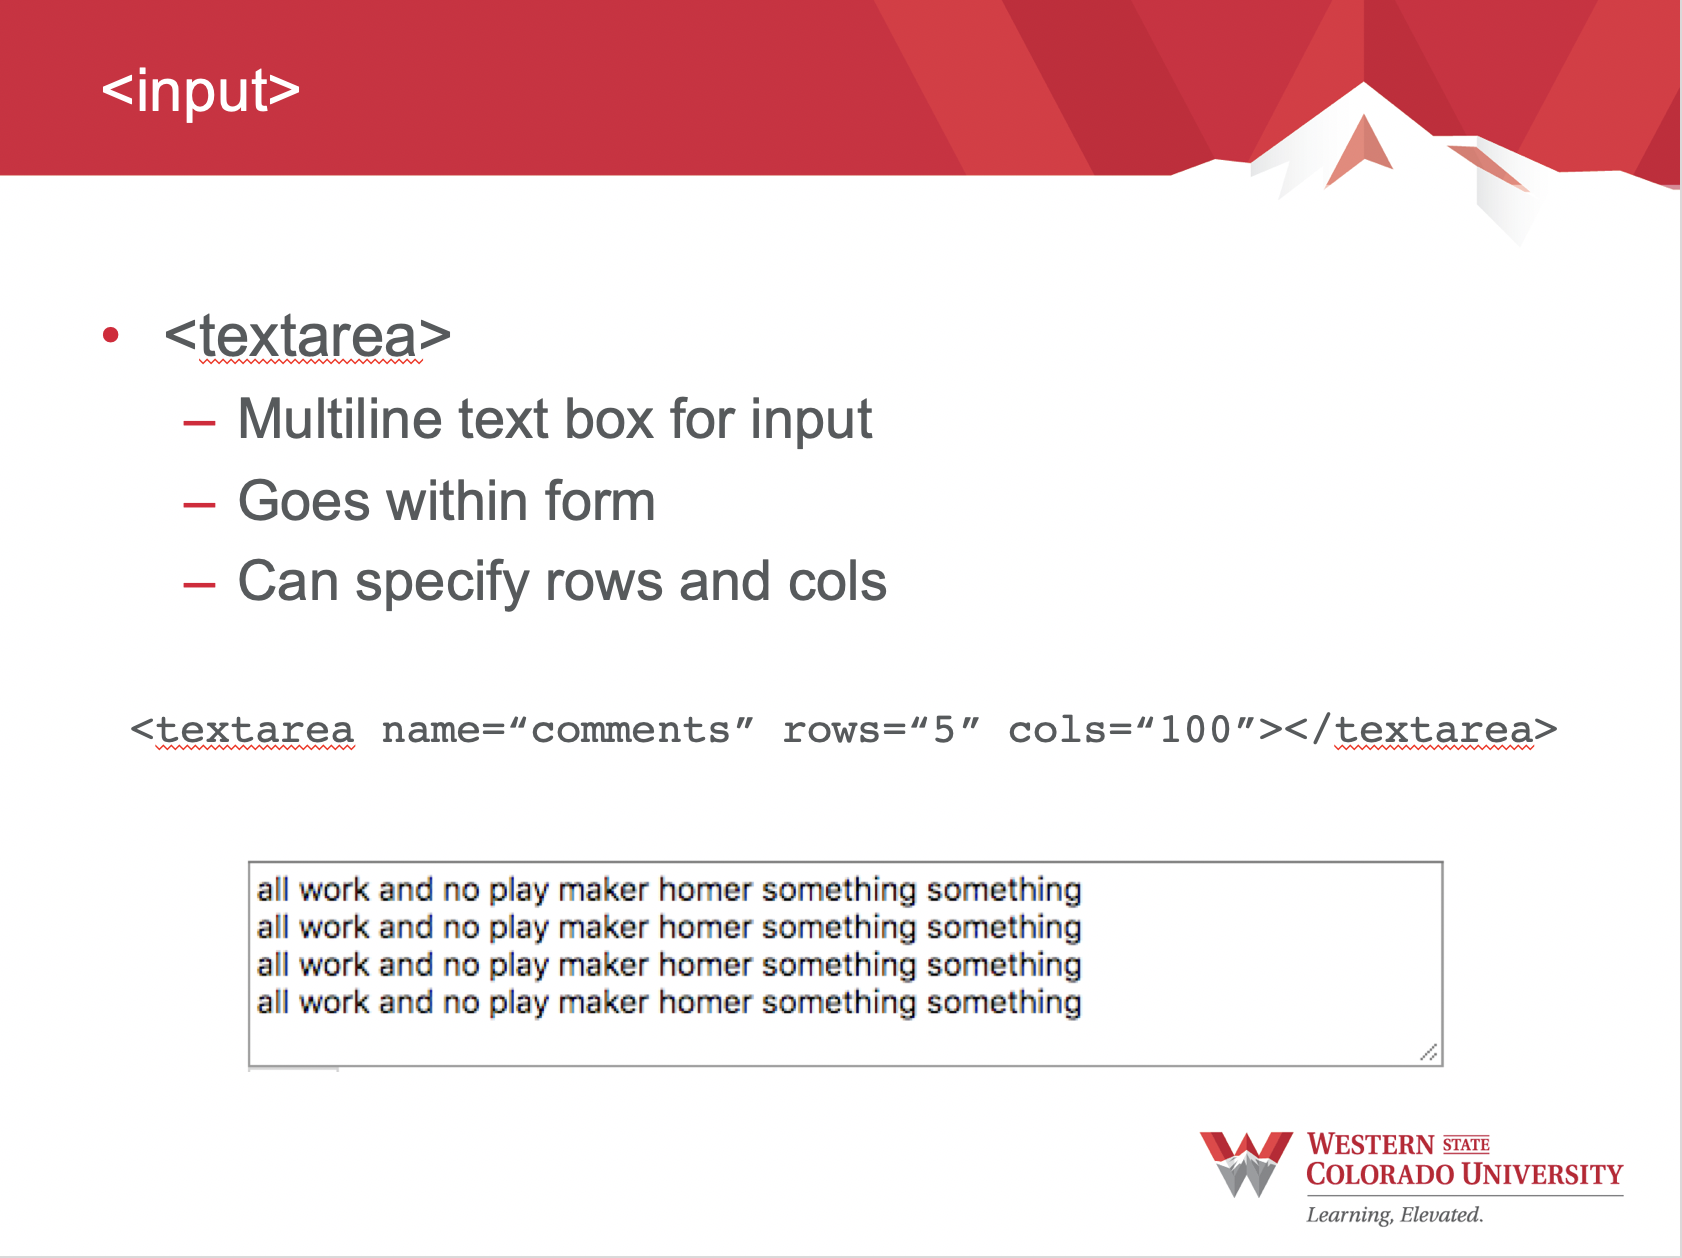 <input>
• <textarea>
– Multiline text box for input
– Goes within form
– Can specify rows and cols
<textarea name=“comments” rows=“5” cols=“100”></textarea>
all work and no play maker homer something something
all work and no play maker homer something something
all work and no play maker homer something something
all work and no play maker homer something something
WESTERN STATE
COLORADO UNIVERSITY
Learning, Elevated.